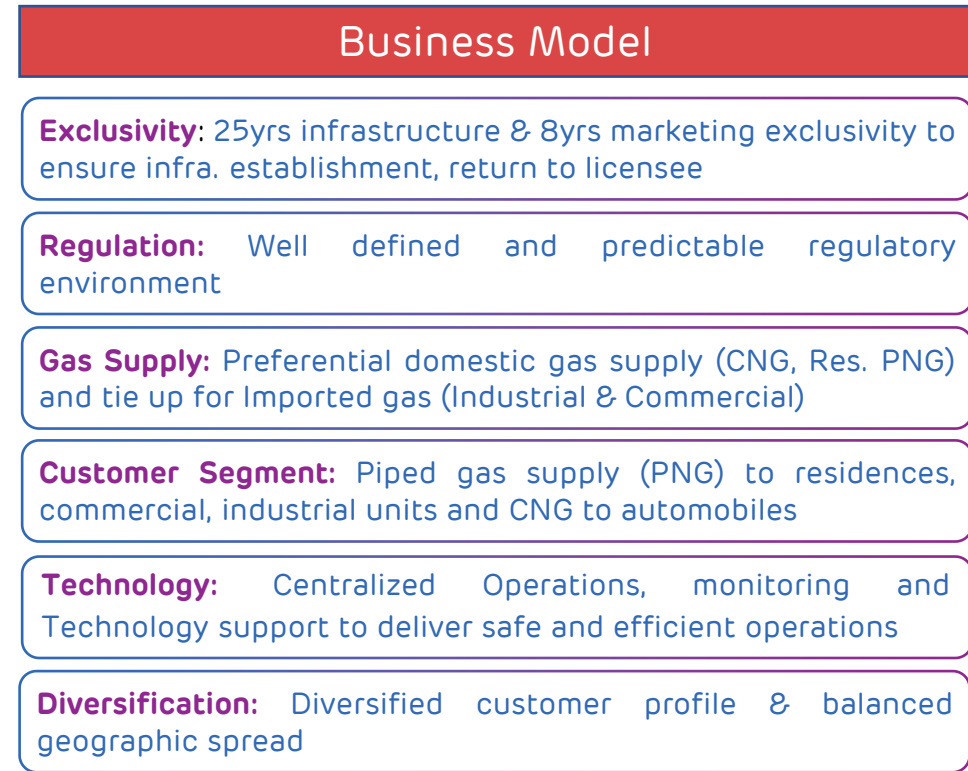 Business Model
Exclusivity: 25yrs infrastructure & 8yrs marketing exclusivity to
ensure infra. establishment, return to licensee
Regulation: Well defined and predictable regulatory
environment
Gas Supply: Preferential domestic gas supply (CNG, Res. PNG)
and tie up for Imported gas (Industrial & Commercial)
Customer Segment: Piped gas supply (PNG) to residences,
commercial, industrial units and CNG to automobiles
Technology: Centralized Operations, monitoring and
Technology support to deliver safe and efficient operations
Diversification: Diversified customer profile & balanced
geographic spread